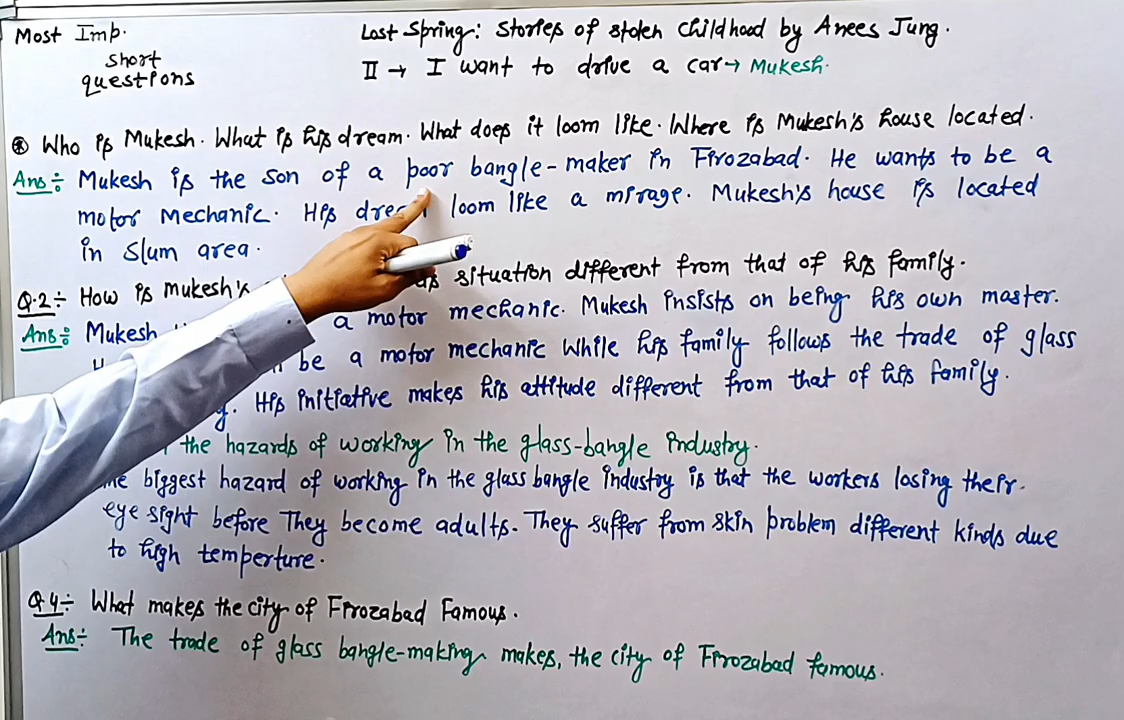 Most Imp.
short
questions
Lost Spring: Stories of stolen childhood by Anees Jung.
II → I want to drive a car → Mukesh.
Who is Mukesh. What is his dream. What does it loom like. Where is Mukesh's house located.
Ans:- Mukesh is the son of a poor bangle-maker in Firozabad. He wants to be a
motor Mechanic. His loom like a mirage. Mukesh's house is located
in slum area.
Q.2:- How is Mukesh's situation different from that of his family.
Ans:- Mukesh a motor mechanic. Mukesh insists on being his own master.
be a motor mechanic while his family follows the trade of glass
His initiative makes his attitude different from that of his family.
the hazards of working in the glass-bangle industry.
biggest hazard of working in the glass bangle industry is that the workers losing their.
eye sight before They become adults. They suffer from skin problem different kinds due
to high temperture.
Q.4:- What makes the city of Firozabad Famous.
Ans:- The trade of glass bangle-making makes, the city of Firozabad famous.